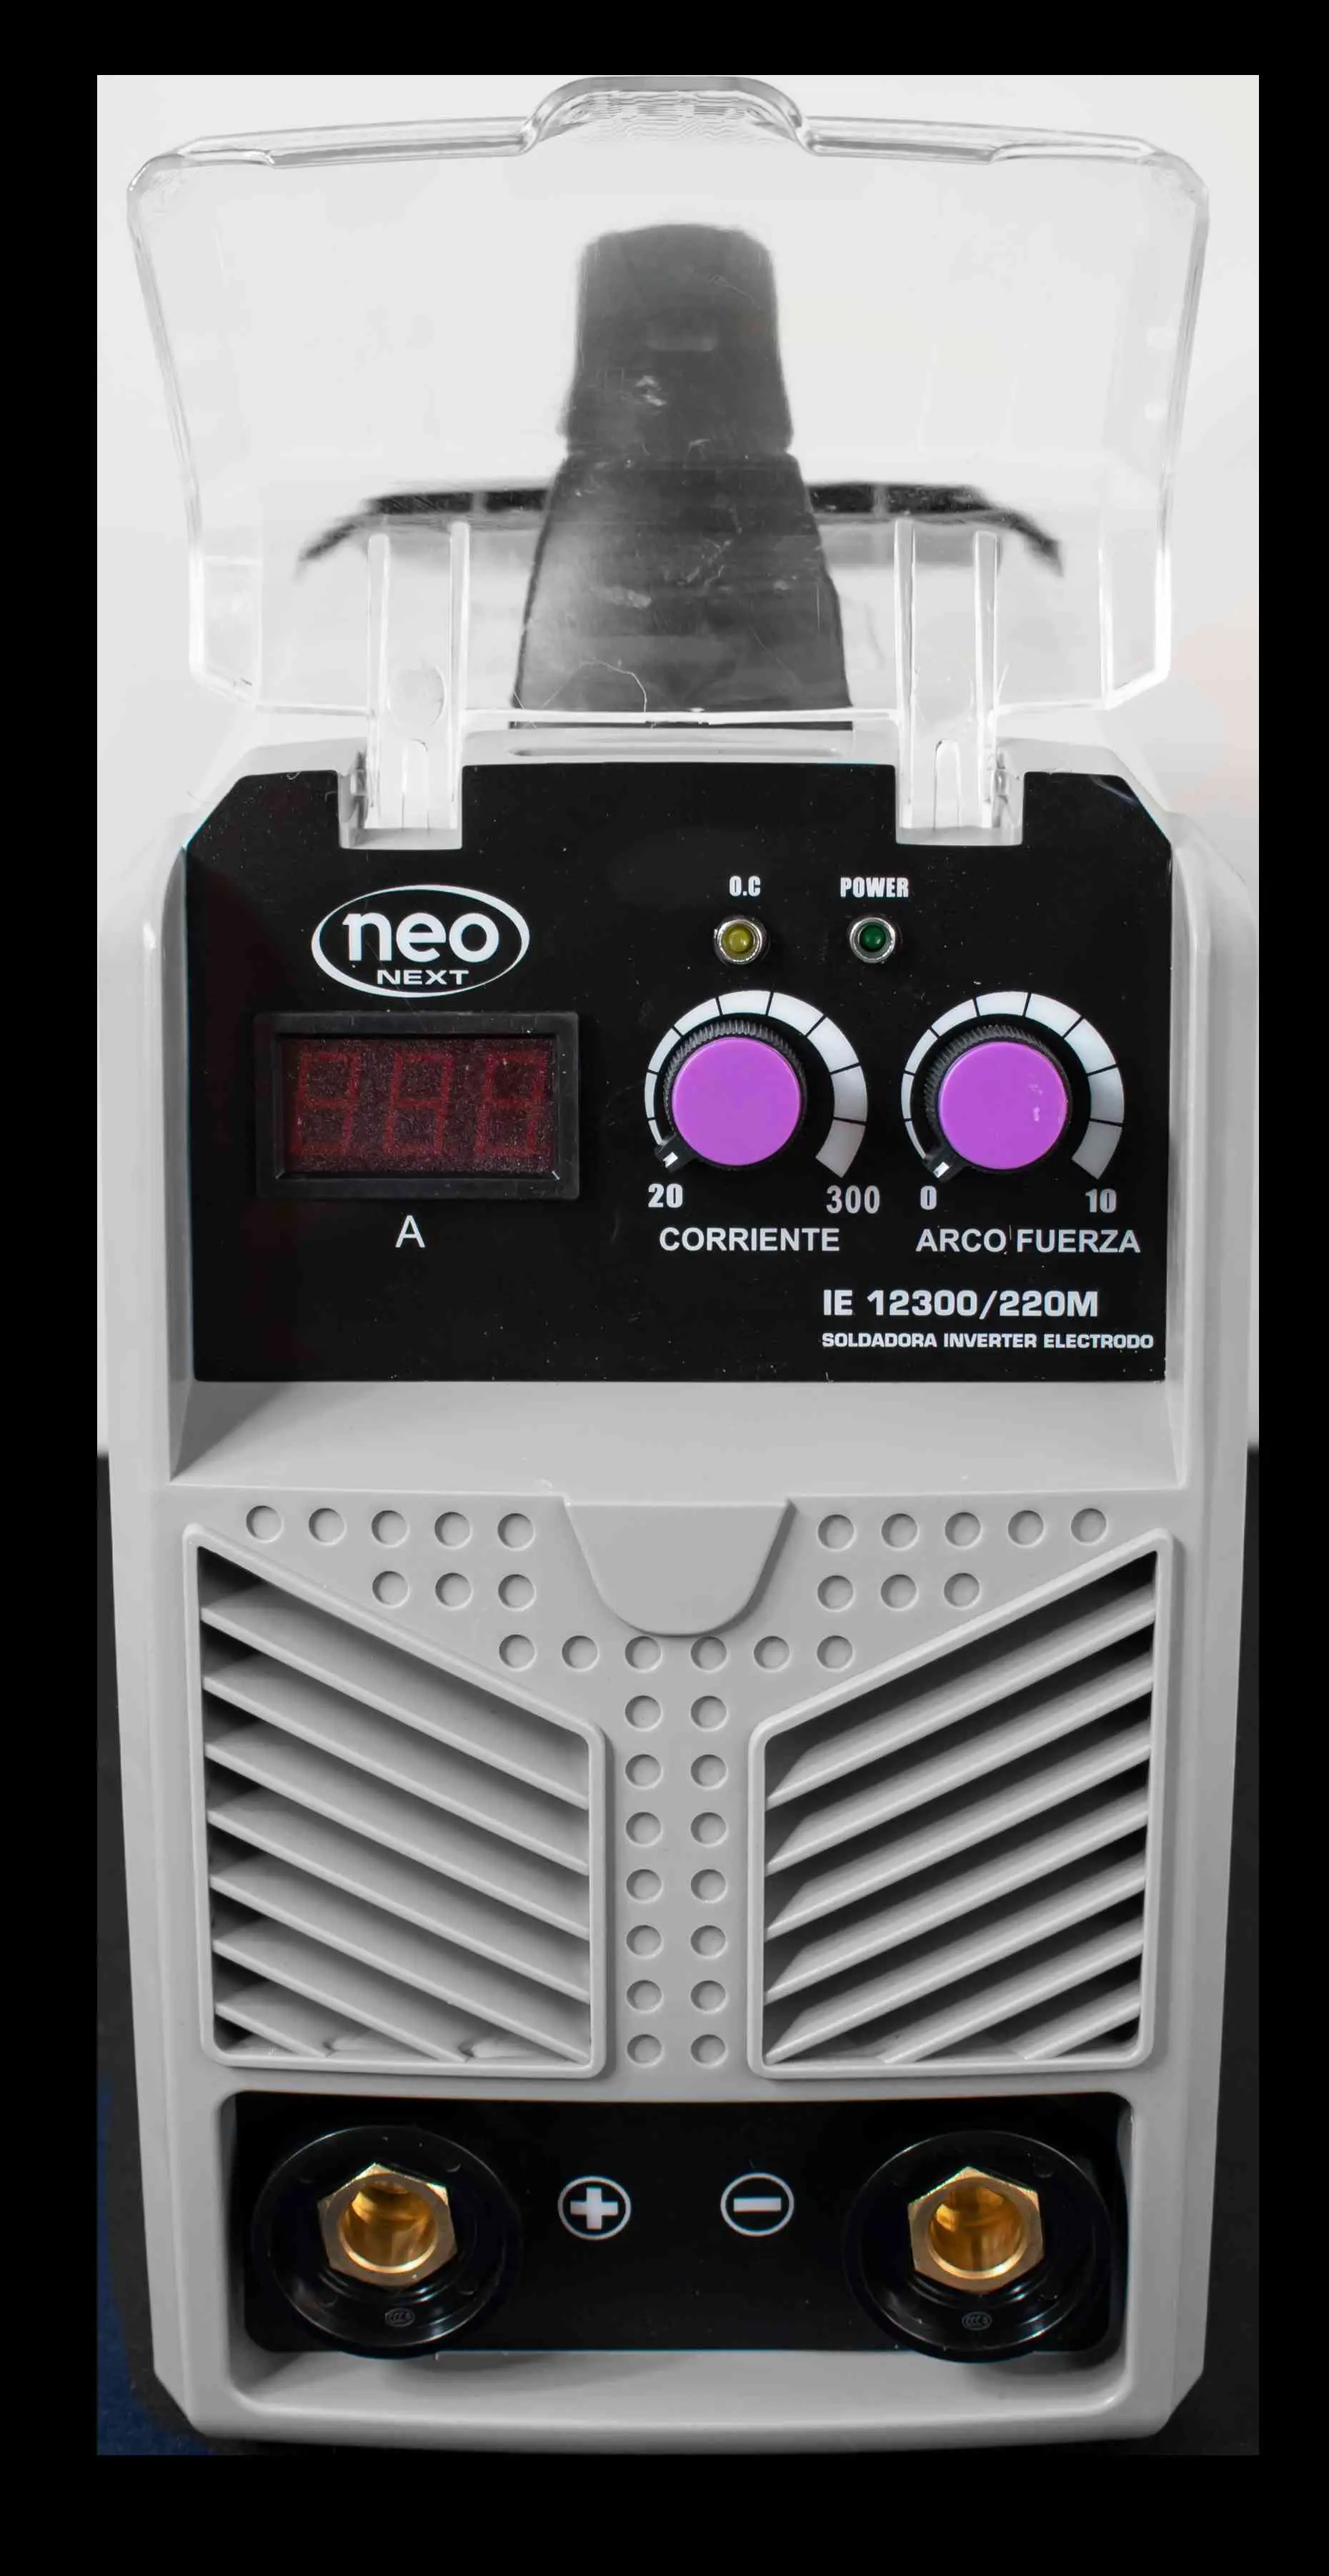 O.C POWER
neo
NEXT
A
20 300 0 10
CORRIENTE ARCO FUERZA
IE 12300/220M
SOLDADORA INVERTER ELECTRODO
+ −